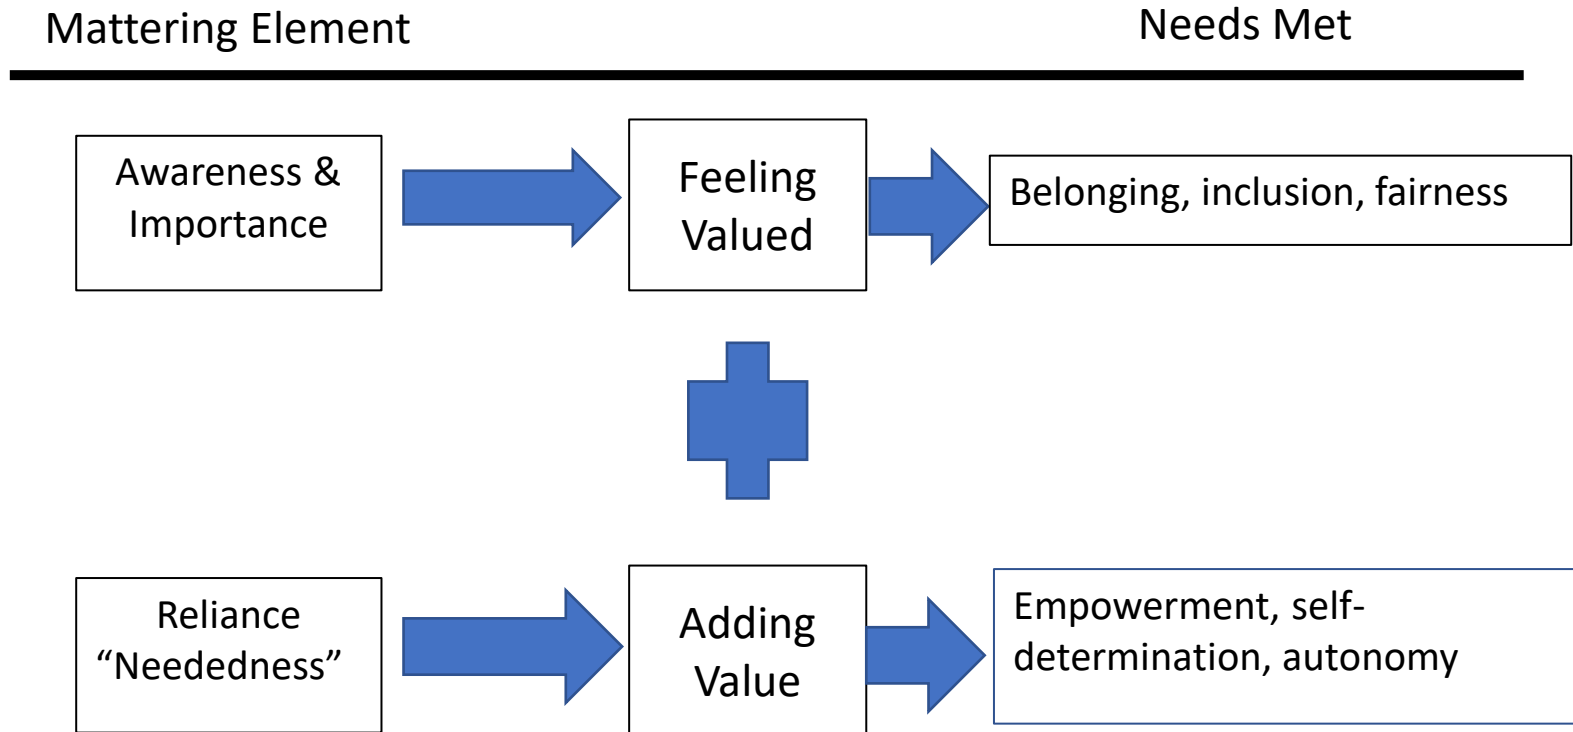 Mattering Element
Needs Met
Awareness &
Importance
Feeling
Valued
Belonging, inclusion, fairness
Reliance
“Neededness”
Adding
Value
Empowerment, self-
determination, autonomy